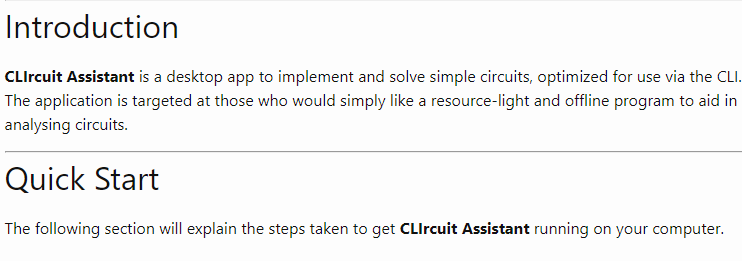 Introduction
CLIrcuit Assistant is a desktop app to implement and solve simple circuits, optimized for use via the CLI.
The application is targeted at those who would simply like a resource-light and offline program to aid in
analysing circuits.
Quick Start
The following section will explain the steps taken to get CLIrcuit Assistant running on your computer.